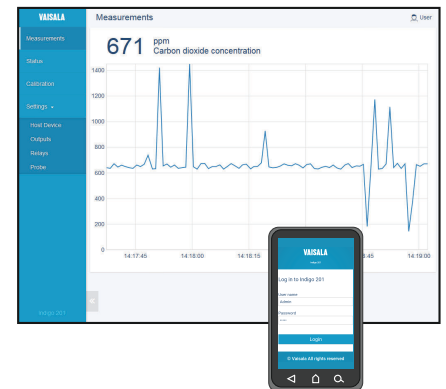 VAISALA
Measurements
User
Measurements
Status
Calibration
Settings
Host Device
Outputs
Relays
Probe
Indigo 201
671 ppm
Carbon dioxide concentration
1400
1200
1000
800
600
400
200
0
14:17:45
14:18:00
14:18:15
:45
14:19:00
VAISALA
Log in to Indigo 201
User name
Admin
Password
Login
© Vaisala All rights reserved